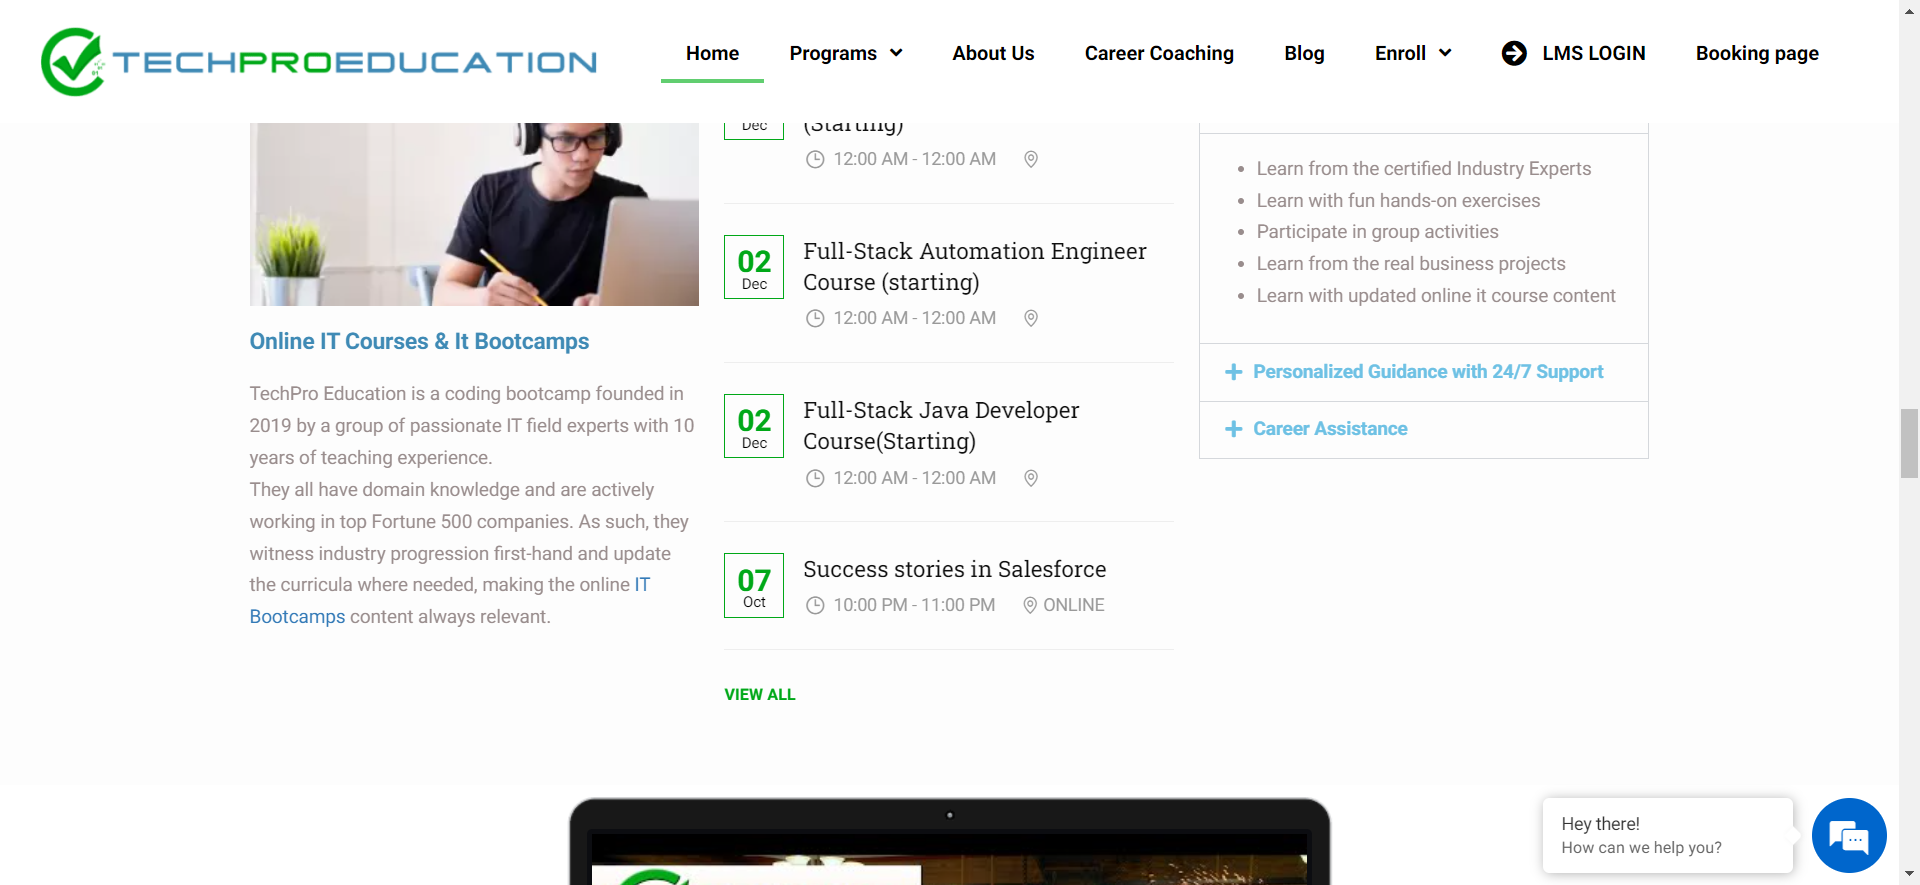 TECHPROEDUCATION
Home
Programs
About Us
Career Coaching
Blog
Enroll
LMS LOGIN
Booking page
Online IT Courses & It Bootcamps
TechPro Education is a coding bootcamp founded in
2019 by a group of passionate IT field experts with 10
years of teaching experience.
They all have domain knowledge and are actively
working in top Fortune 500 companies. As such, they
witness industry progression first-hand and update
the curricula where needed, making the online IT
Bootcamps content always relevant.
Dec
(Starting)
12:00 AM - 12:00 AM
02
Dec
Full-Stack Automation Engineer
Course (starting)
12:00 AM - 12:00 AM
02
Dec
Full-Stack Java Developer
Course(Starting)
12:00 AM - 12:00 AM
07
Oct
Success stories in Salesforce
10:00 PM - 11:00 PM ONLINE
VIEW ALL
Learn from the certified Industry Experts
Learn with fun hands-on exercises
Participate in group activities
Learn from the real business projects
Learn with updated online it course content
Personalized Guidance with 24/7 Support
Career Assistance
Hey there!
How can we help you?